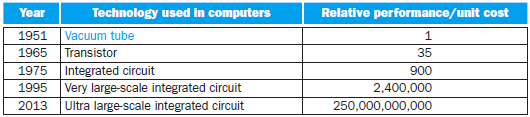 Year Technology used in computers Relative performance/unit cost
1951 Vacuum tube 1
1965 Transistor 35
1975 Integrated circuit 900
1995 Very large-scale integrated circuit 2,400,000
2013 Ultra large-scale integrated circuit 250,000,000,000